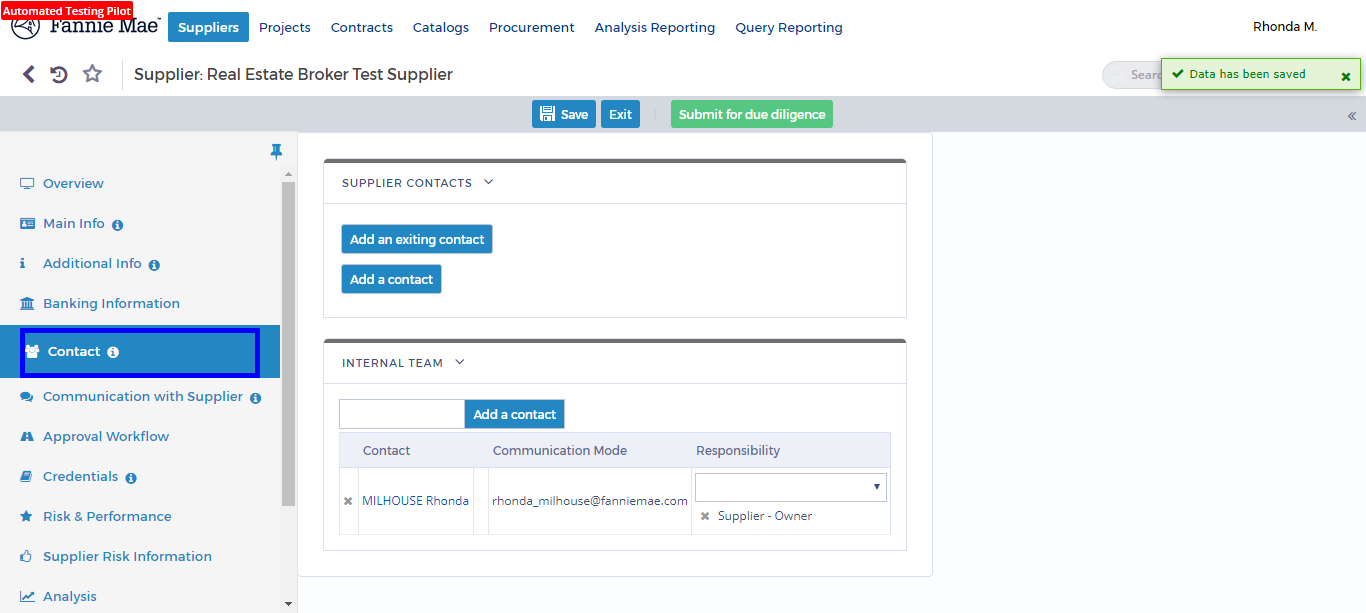 Automated Testing Pilot
Fannie Mae
Suppliers Projects Contracts Catalogs Procurement Analysis Reporting Query Reporting Rhonda M.
Supplier: Real Estate Broker Test Supplier
Data has been saved
Save Exit Submit for due diligence
Overview
Main Info
Additional Info
Banking Information
Contact
Communication with Supplier
Approval Workflow
Credentials
Risk & Performance
Supplier Risk Information
Analysis
SUPPLIER CONTACTS
Add an exiting contact
Add a contact
INTERNAL TEAM
Add a contact
Contact Communication Mode Responsibility
MILHOUSE Rhonda rhonda_milhouse@fanniemae.com
Supplier - Owner